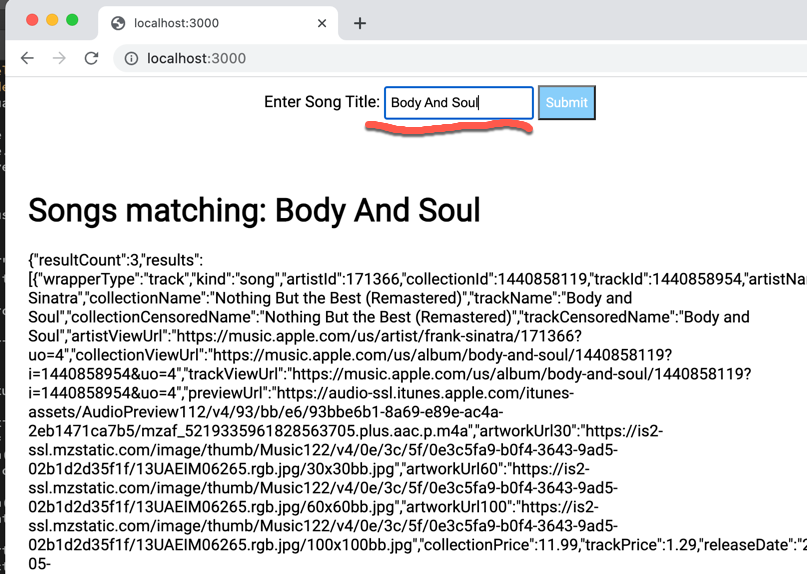 localhost:3000
localhost:3000
Enter Song Title: Body And Soul Submit
Songs matching: Body And Soul
{"resultCount":3,"results":
[{"wrapperType":"track","kind":"song","artistId":171366,"collectionId":1440858119,"trackId":1440858954,"artistNa
Sinatra","collectionName":"Nothing But the Best (Remastered)","trackName":"Body and
Soul","collectionCensoredName":"Nothing But the Best (Remastered)","trackCensoredName":"Body and
Soul","artistViewUrl":"https://music.apple.com/us/artist/frank-sinatra/171366?
uo=4","collectionViewUrl":"https://music.apple.com/us/album/body-and-soul/1440858119?
i=1440858954&uo=4","trackViewUrl":"https://music.apple.com/us/album/body-and-soul/1440858119?
i=1440858954&uo=4","previewUrl":"https://audio-ssl.itunes.apple.com/itunes-
assets/AudioPreview112/v4/93/bb/e6/93bbe6b1-8a69-e89e-ac4a-
2eb1471ca7b5/mzaf_5219335961828563705.plus.aac.p.m4a","artworkUrl30":"https://is2-
ssl.mzstatic.com/image/thumb/Music122/v4/0e/3c/5f/0e3c5fa9-b0f4-3643-9ad5-
02b1d2d35f1f/13UAEIM06265.rgb.jpg/30x30bb.jpg","artworkUrl60":"https://is2-
ssl.mzstatic.com/image/thumb/Music122/v4/0e/3c/5f/0e3c5fa9-b0f4-3643-9ad5-
02b1d2d35f1f/13UAEIM06265.rgb.jpg/60x60bb.jpg","artworkUrl100":"https://is2-
ssl.mzstatic.com/image/thumb/Music122/v4/0e/3c/5f/0e3c5fa9-b0f4-3643-9ad5-
02b1d2d35f1f/13UAEIM06265.rgb.jpg/100x100bb.jpg","collectionPrice":11.99,"trackPrice":1.29,"releaseDate":"2
05-